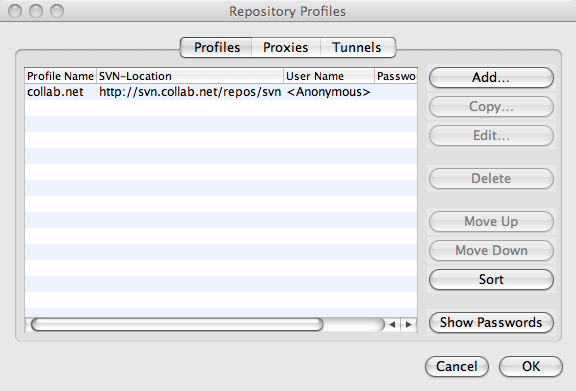 Repository Profiles
Profiles Proxies Tunnels
Profile Name SVN-Location User Name Passwo
collab.net http://svn.collab.net/repos/svn <Anonymous>
Add...
Copy...
Edit...
Delete
Move Up
Move Down
Sort
Show Passwords
Cancel OK